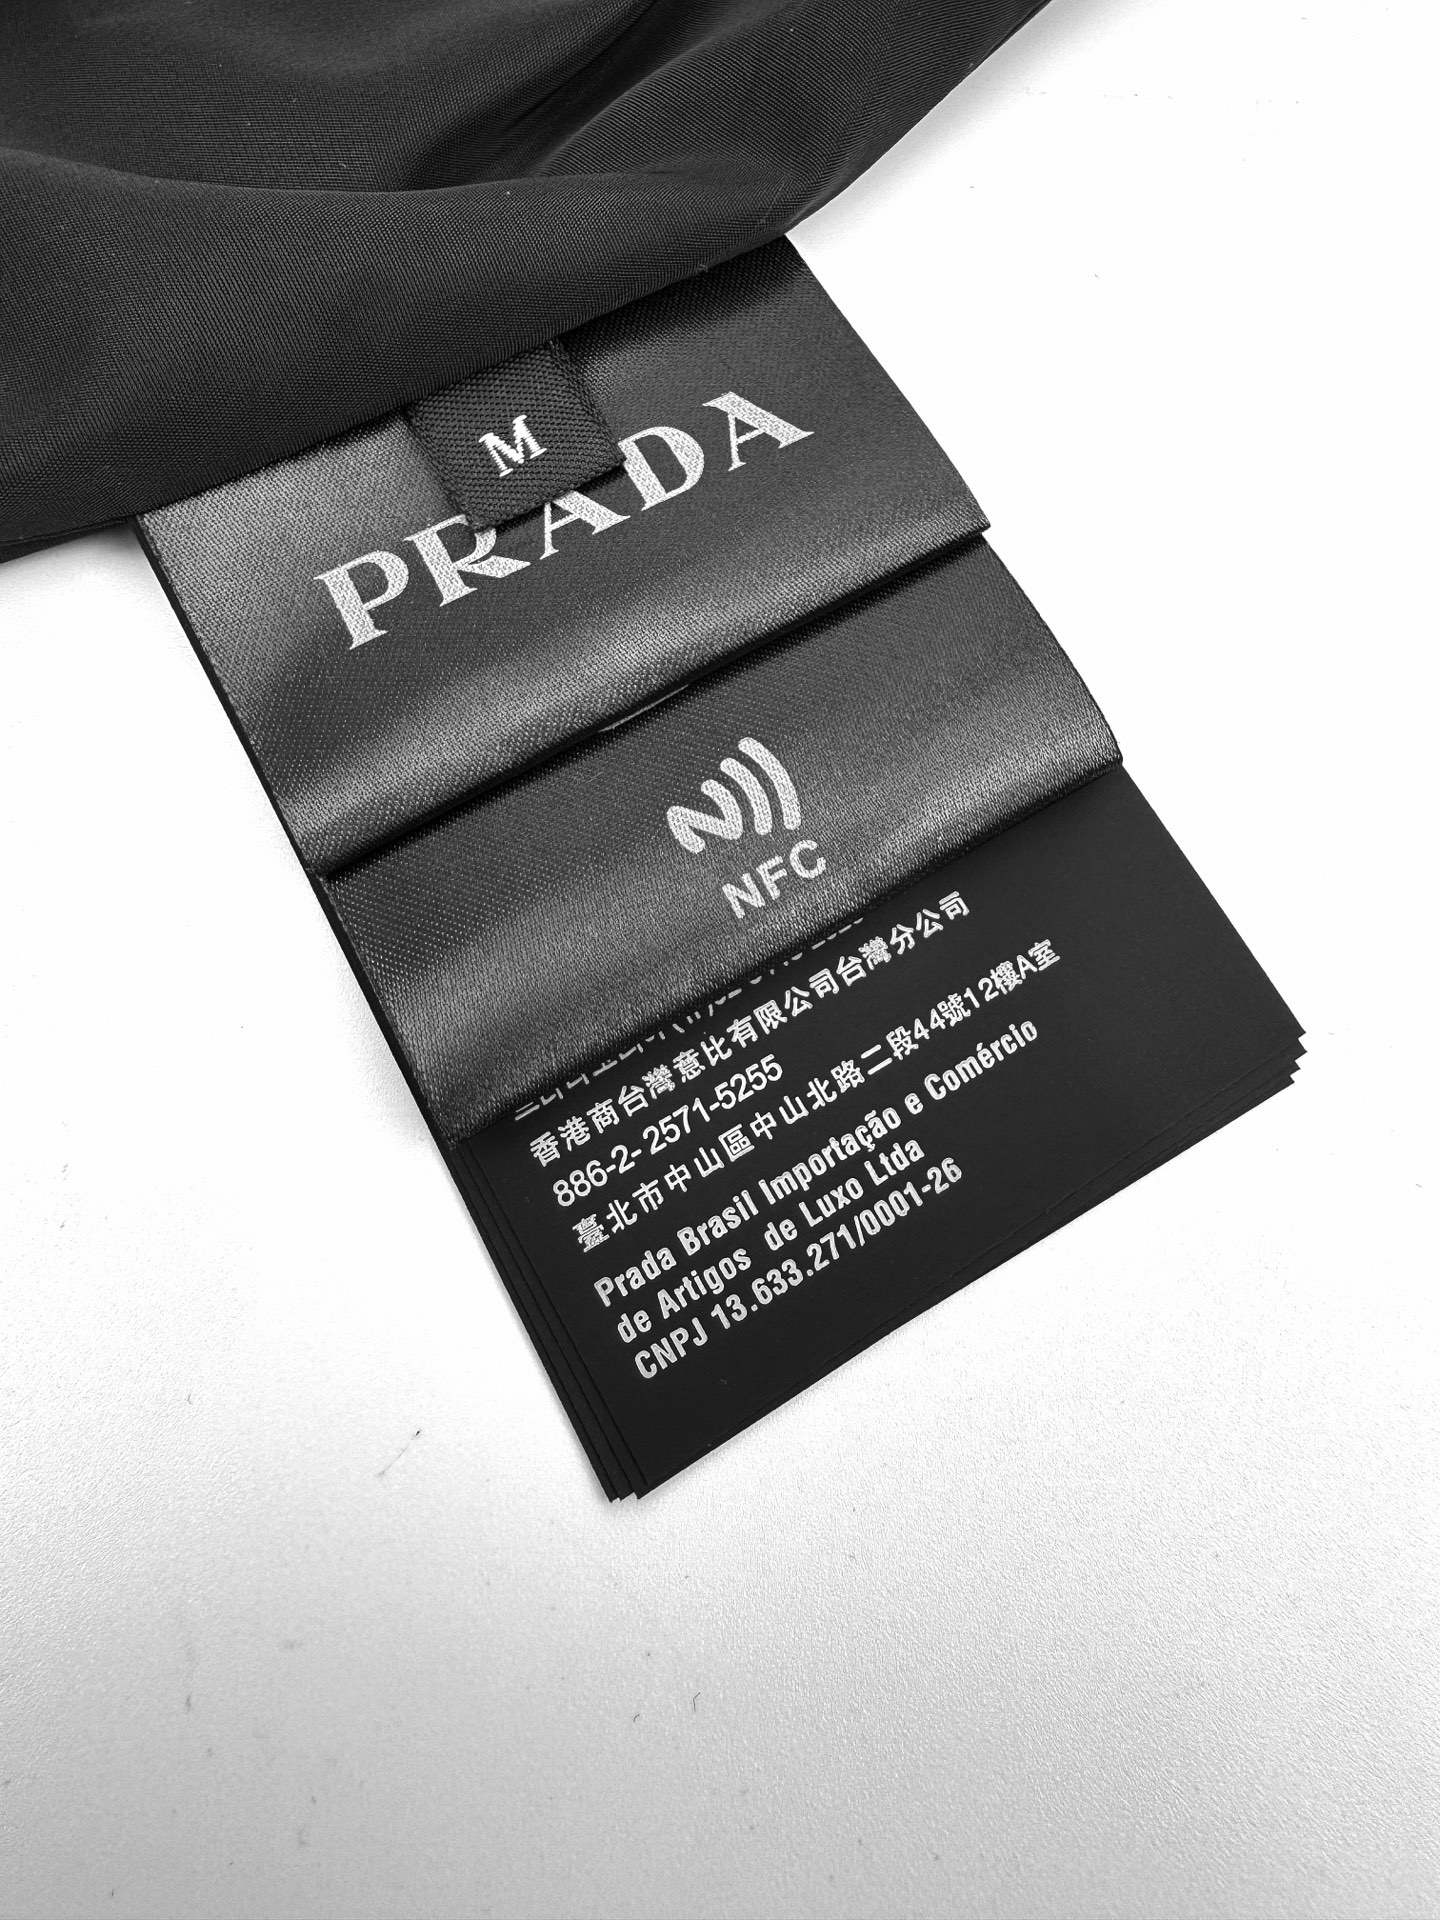 M
PRADA
NFC
香港商台灣意比有限公司台灣分公司
886-2-2571-5255
臺北市中山區中山北路二段44號12樓A室
Prada Brasil Importação e Comércio
de Artigos de Luxo Ltda
CNPJ 13.633.271/0001-26